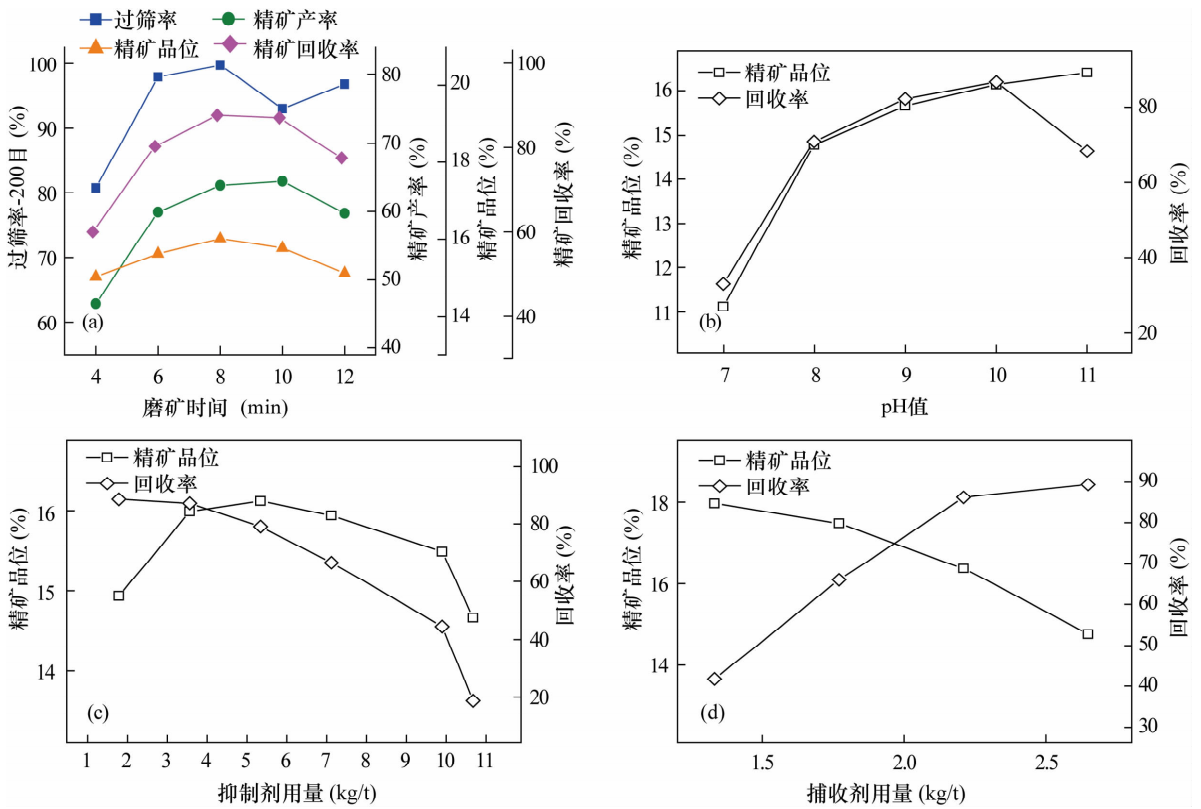 过筛率 精矿产率
精矿品位 精矿回收率
100
90
80
70
60
过筛率-200目 (%)
80
70
60
50
40
精矿产率 (%)
20
18
16
14
精矿品位 (%)
100
80
60
40
精矿回收率 (%)
(a)
4 6 8 10 12
磨矿时间 (min)
精矿品位
回收率
16
15
14
13
12
11
精矿品位 (%)
80
60
40
20
回收率 (%)
(b)
7 8 9 10 11
pH值
精矿品位
回收率
16
15
14
精矿品位 (%)
100
80
60
40
20
回收率 (%)
(c)
1 2 3 4 5 6 7 8 9 10 11
抑制剂用量 (kg/t)
精矿品位
回收率
18
16
14
精矿品位 (%)
90
80
70
60
50
40
30
回收率 (%)
(d)
1.5 2.0 2.5
捕收剂用量 (kg/t)